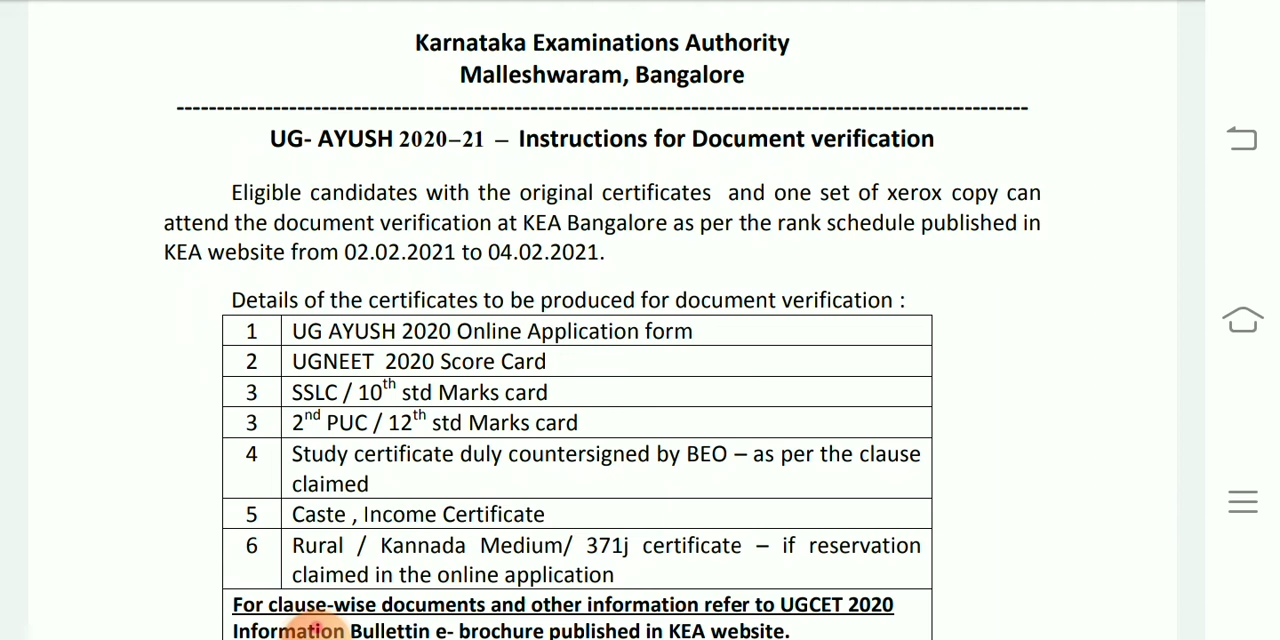 Karnataka Examinations Authority
Malleshwaram, Bangalore
--------------------------------------------------------------------------------------------------------------
UG- AYUSH 2020–21 – Instructions for Document verification
Eligible candidates with the original certificates and one set of xerox copy can
attend the document verification at KEA Bangalore as per the rank schedule published in
KEA website from 02.02.2021 to 04.02.2021.
Details of the certificates to be produced for document verification :
1 UG AYUSH 2020 Online Application form
2 UGNEET 2020 Score Card
3 SSLC / 10th std Marks card
3 2nd PUC / 12th std Marks card
4 Study certificate duly countersigned by BEO – as per the clause
claimed
5 Caste , Income Certificate
6 Rural / Kannada Medium/ 371j certificate – if reservation
claimed in the online application
For clause-wise documents and other information refer to UGCET 2020
Information Bullettin e- brochure published in KEA website.